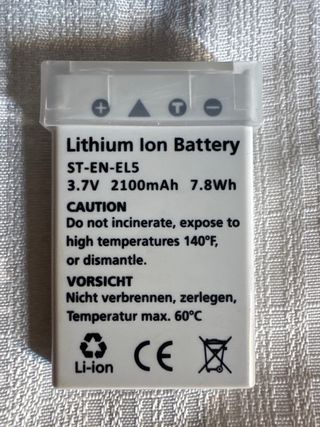 + T −
Lithium Ion Battery
ST-EN-EL5
3.7V 2100mAh 7.8Wh
CAUTION
Do not incinerate, expose to
high temperatures 140°F,
or dismantle.
VORSICHT
Nicht verbrennen, zerlegen,
Temperatur max. 60°C
Li-ion CE